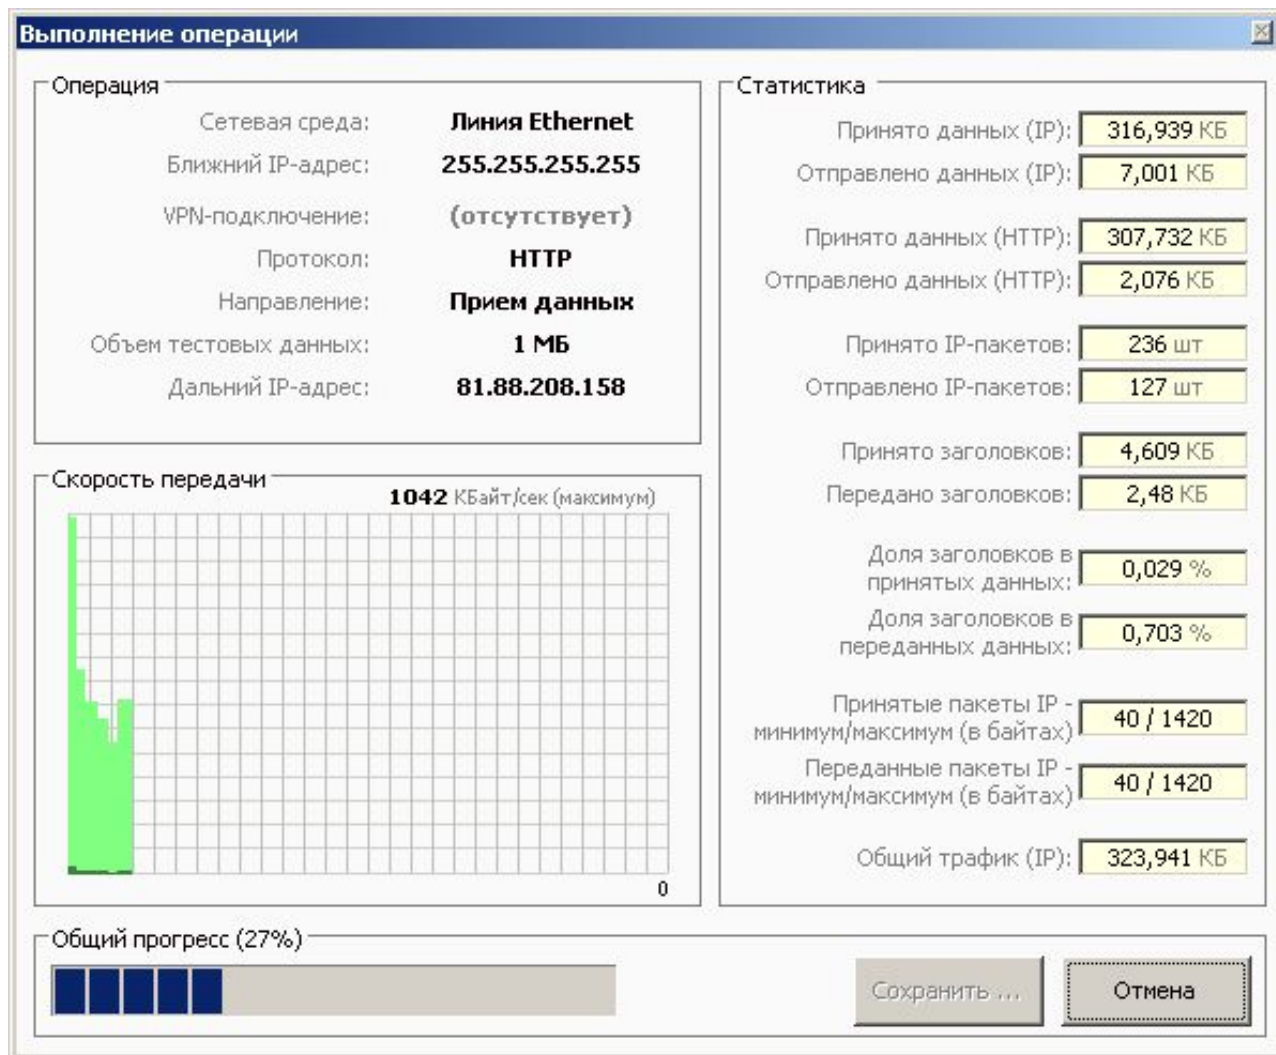 Выполнение операции
Операция
Сетевая среда: Линия Ethernet
Ближний IP-адрес: 255.255.255.255
VPN-подключение: (отсутствует)
Протокол: HTTP
Направление: Прием данных
Объем тестовых данных: 1 МБ
Дальний IP-адрес: 81.88.208.158
Скорость передачи
1042 КБайт/сек (максимум)
0
Статистика
Принято данных (IP): 316,939 КБ
Отправлено данных (IP): 7,001 КБ
Принято данных (HTTP): 307,732 КБ
Отправлено данных (HTTP): 2,076 КБ
Принято IP-пакетов: 236 шт
Отправлено IP-пакетов: 127 шт
Принято заголовков: 4,609 КБ
Передано заголовков: 2,48 КБ
Доля заголовков в
принятых данных: 0,029 %
Доля заголовков в
переданных данных: 0,703 %
Принятые пакеты IP -
минимум/максимум (в байтах) 40 / 1420
Переданные пакеты IP -
минимум/максимум (в байтах) 40 / 1420
Общий трафик (IP): 323,941 КБ
Общий прогресс (27%)
Сохранить ...
Отмена